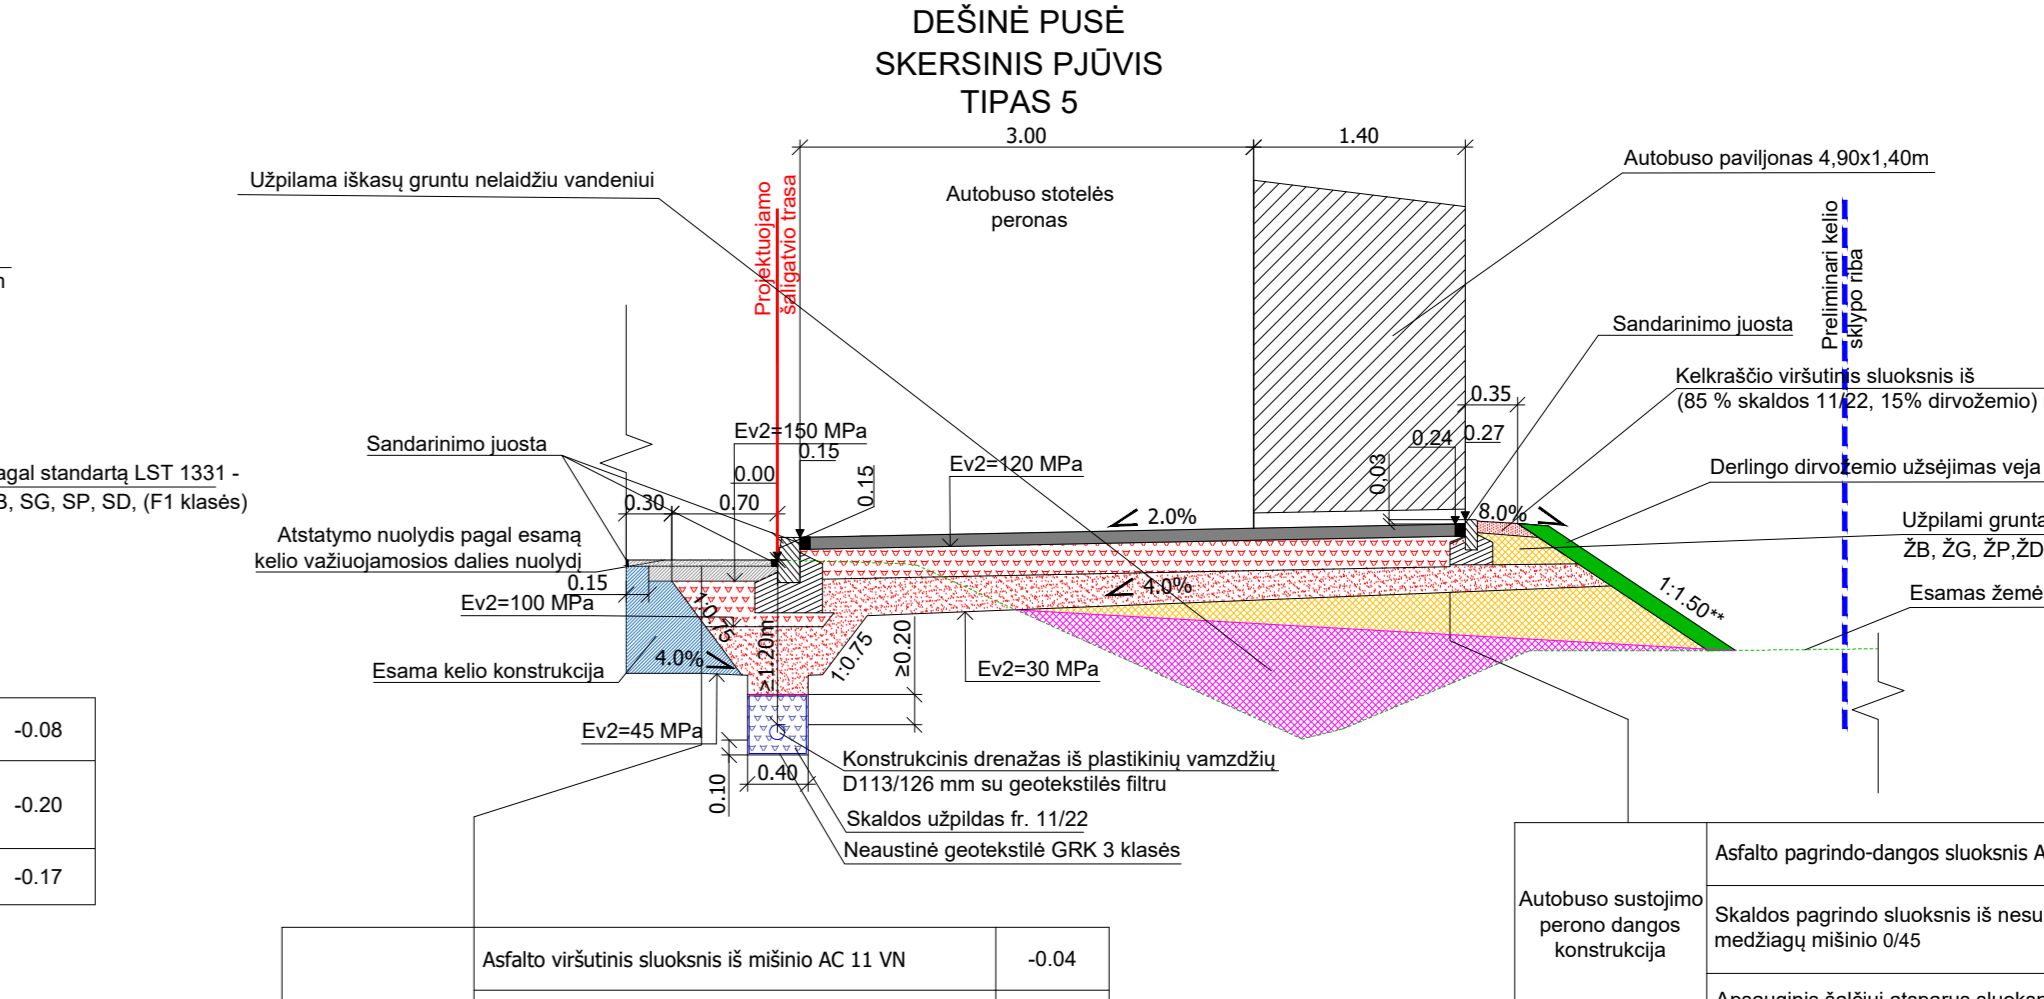 DEŠINĖ PUSĖ
SKERSINIS PJŪVIS
TIPAS 5
3.00
1.40
Užpilama iškasų gruntu nelaidžiu vandeniui
Projektuojamo
šaligatvio trasa
Autobuso stotelės
peronas
Autobuso paviljonas 4,90x1,40m
Preliminari kelio
sklypo riba
Sandarinimo juosta
Kelkraščio viršutinis sluoksnis iš
(85 % skaldos 11/22, 15% dirvožemio)
0.35
0.24
0.27
0,03
Sandarinimo juosta
Ev2=150 MPa
0.15
0.00
0.15
0.30
0.70
Ev2=120 MPa
2.0%
8.0%
Derlingo dirvožemio užsėjimas veja
Užpilami grunta
ŽB, ŽG, ŽP,ŽD
Esamas žemė
1:1.50**
agal standartą LST 1331 -
B, SG, SP, SD, (F1 klasės)
Atstatymo nuolydis pagal esamą
kelio važiuojamosios dalies nuolydį
0.15
Ev2=100 MPa
1:0.75
4.0%
Esama kelio konstrukcija
4.0%
≥1.20m
1:0.75
≥0.20
Ev2=30 MPa
Ev2=45 MPa
0.10
0.40
Konstrukcinis drenažas iš plastikinių vamzdžių
D113/126 mm su geotekstilės filtru
Skaldos užpildas fr. 11/22
Neaustinė geotekstilė GRK 3 klasės
-0.08
-0.20
-0.17
Asfalto viršutinis sluoksnis iš mišinio AC 11 VN
-0.04
Autobuso sustojimo
perono dangos
konstrukcija
Asfalto pagrindo-dangos sluoksnis A
Skaldos pagrindo sluoksnis iš nesu
medžiagų mišinio 0/45
Apsauginis šalčiui atsparus sluoksn